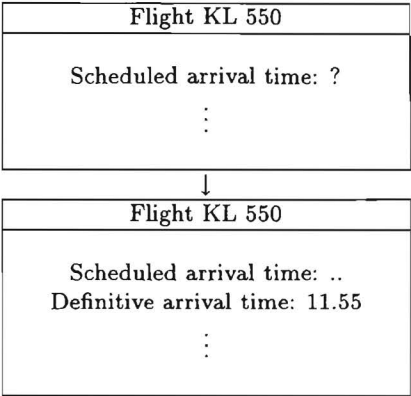 Flight KL 550
Scheduled arrival time: ?
⋮
↓
Flight KL 550
Scheduled arrival time: ..
Definitive arrival time: 11.55
⋮